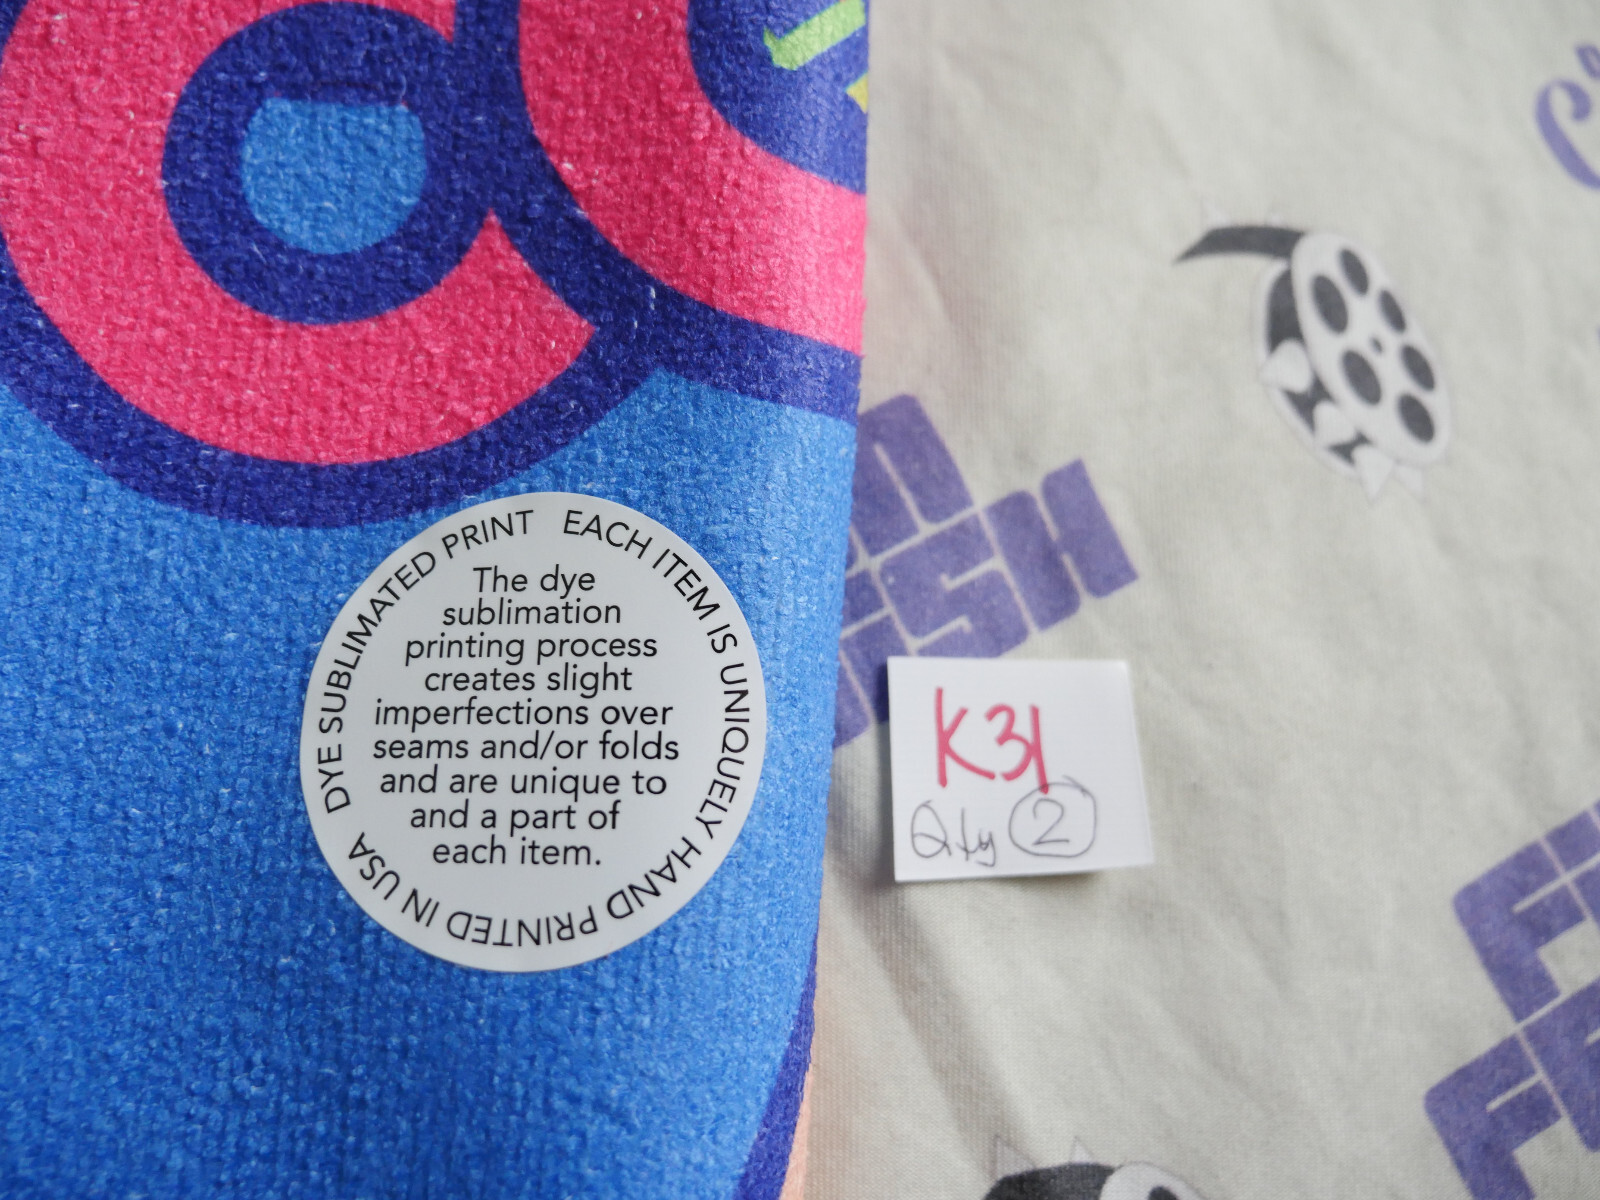 DYE SUBLIMATED PRINT
EACH ITEM IS UNIQUELY HAND PRINTED IN USA
The dye
sublimation
printing process
creates slight
imperfections over
seams and/or folds
and are unique to
and a part of
each item.
K31
Qty 2